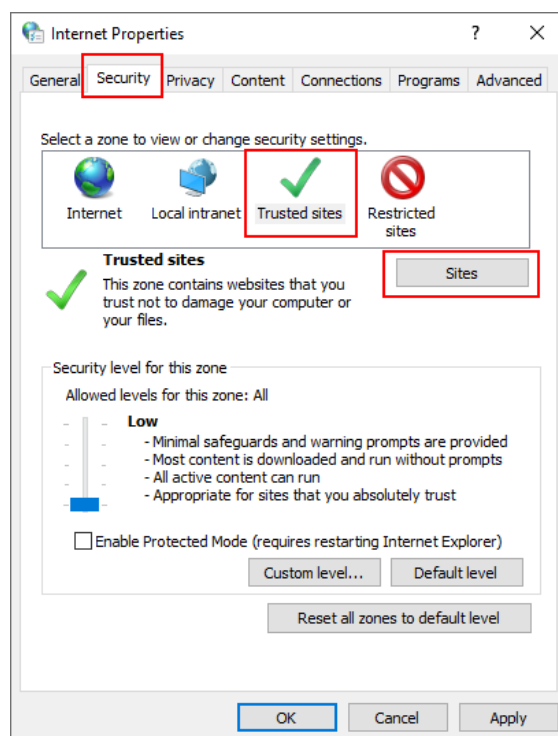 Internet Properties
?
General Security Privacy Content Connections Programs Advanced
Select a zone to view or change security settings.
Internet Local intranet Trusted sites Restricted
sites
Trusted sites
Sites
This zone contains websites that you
trust not to damage your computer or
your files.
Security level for this zone
Allowed levels for this zone: All
Low
- Minimal safeguards and warning prompts are provided
- Most content is downloaded and run without prompts
- All active content can run
- Appropriate for sites that you absolutely trust
Enable Protected Mode (requires restarting Internet Explorer)
Custom level... Default level
Reset all zones to default level
OK Cancel Apply